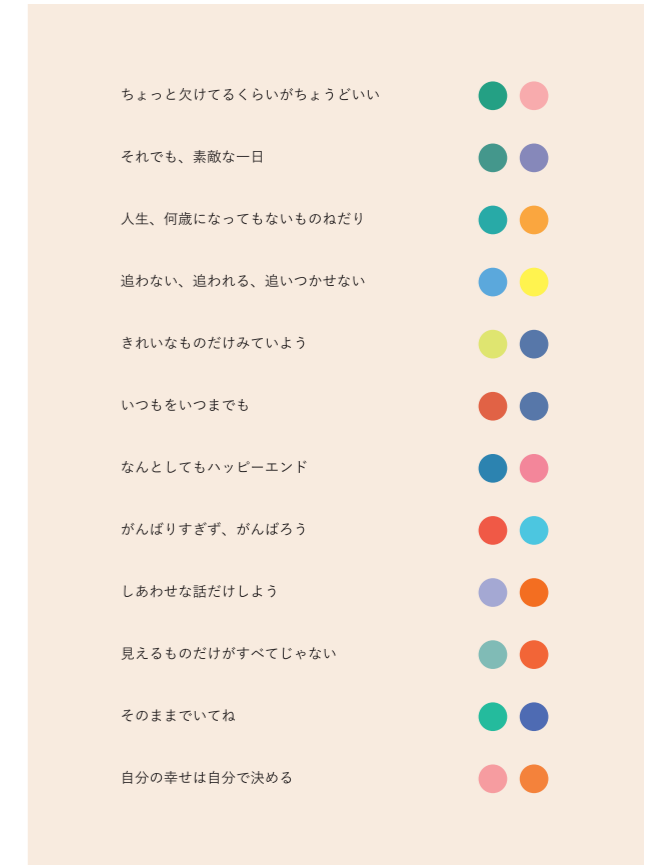 ちょっと欠けてるくらいがちょうどいい
それでも、素敵な一日
人生、何歳になってもないものねだり
追わない、追われる、追いつかせない
きれいなものだけみていよう
いつもをいつまでも
なんとしてもハッピーエンド
がんばりすぎず、がんばろう
しあわせな話だけしよう
見えるものだけがすべてじゃない
そのままでいてね
自分の幸せは自分で決める